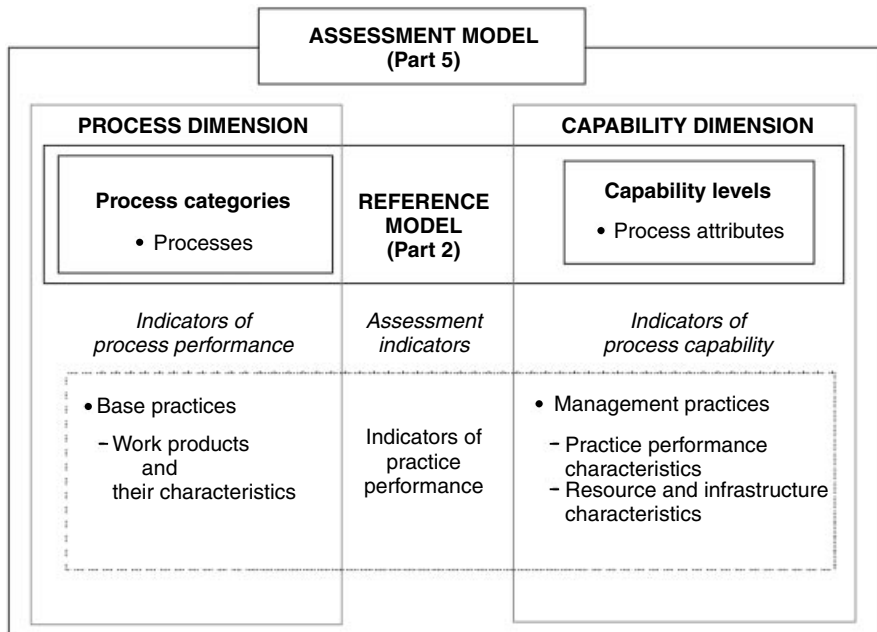 ASSESSMENT MODEL
(Part 5)
PROCESS DIMENSION
CAPABILITY DIMENSION
Process categories
• Processes
REFERENCE
MODEL
(Part 2)
Capability levels
• Process attributes
Indicators of
process performance
Assessment
indicators
Indicators of
process capability
• Base practices
– Work products
and
their characteristics
Indicators of
practice
performance
• Management practices
– Practice performance
characteristics
– Resource and infrastructure
characteristics